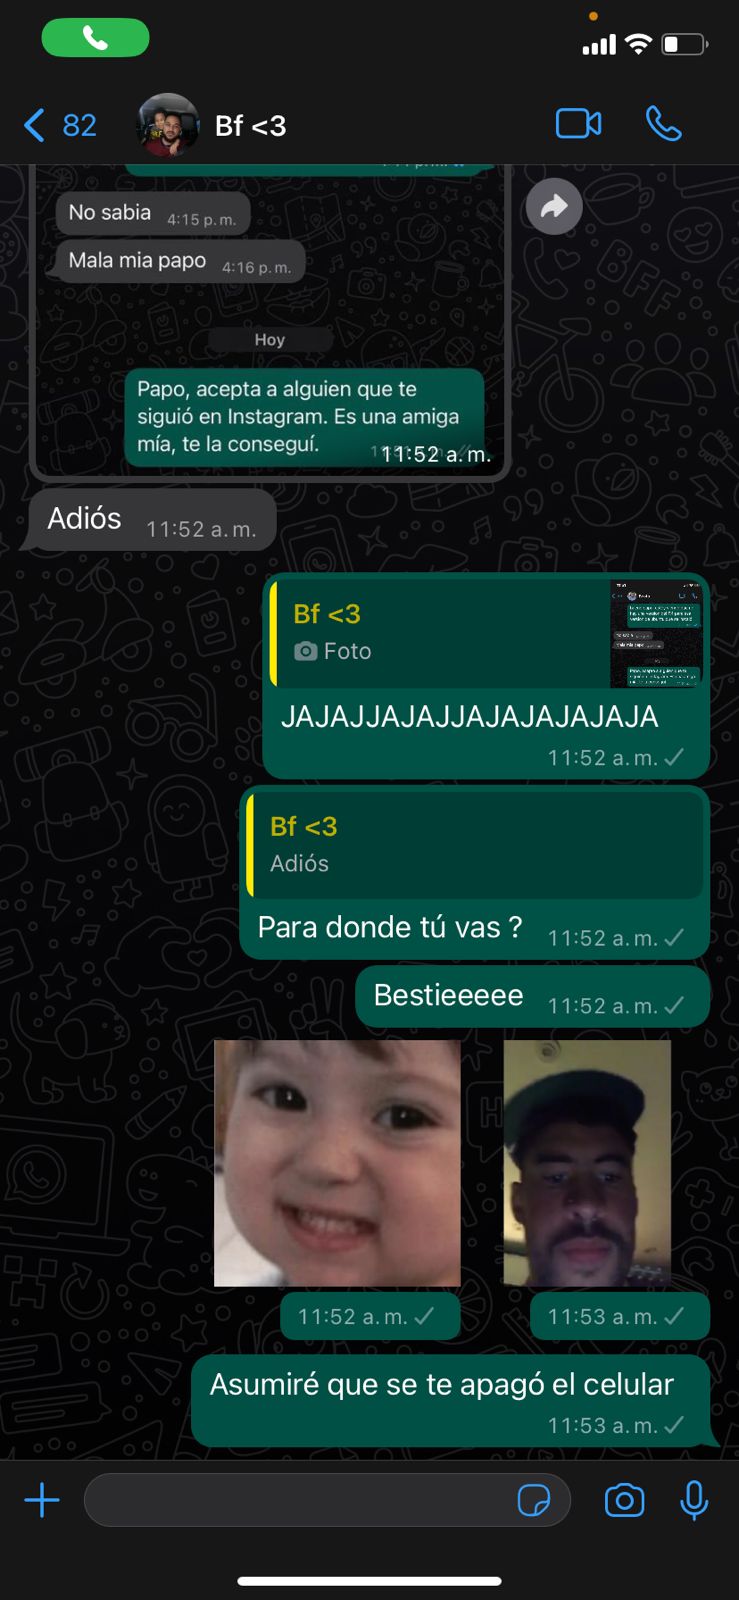 82
Bf <3
No sabia 4:15 p. m.
Mala mia papo 4:16 p. m.
Hoy
Papo, acepta a alguien que te
siguió en Instagram. Es una amiga
mía, te la conseguí.
11:52 a. m.
Adiós 11:52 a. m.
Bf <3
Foto
JAJAJJAJAJJAJAJAJAJAJA
11:52 a. m.
Bf <3
Adiós
Para donde tú vas ? 11:52 a. m.
Bestieeeee 11:52 a. m.
11:52 a. m. 11:53 a. m.
Asumiré que se te apagó el celular
11:53 a. m.